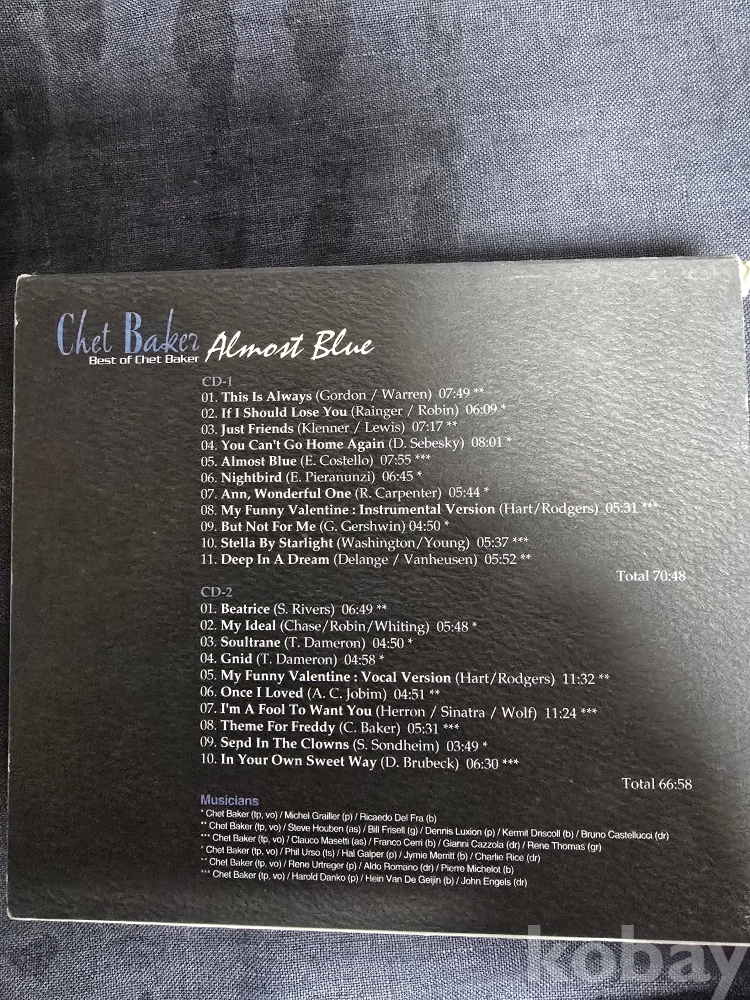 Chet Baker Almost Blue
Best of Chet Baker
CD-1
01. This Is Always (Gordon / Warren) 07:49 **
02. If I Should Lose You (Rainger / Robin) 06:09 *
03. Just Friends (Klenner / Lewis) 07:17 **
04. You Can't Go Home Again (D. Sebesky) 08:01 *
05. Almost Blue (E. Costello) 07:55 ***
06. Nightbird (E. Pieranunzi) 06:45 *
07. Ann, Wonderful One (R. Carpenter) 05:44 *
08. My Funny Valentine : Instrumental Version (Hart/Rodgers) 05:31 ***
09. But Not For Me (G. Gershwin) 04:50 *
10. Stella By Starlight (Washington/Young) 05:37 ***
11. Deep In A Dream (Delange / Vanheusen) 05:52 **
Total 70:48
CD-2
01. Beatrice (S. Rivers) 06:49 **
02. My Ideal (Chase/Robin/Whiting) 05:48 *
03. Soultrane (T. Dameron) 04:50 *
04. Gnid (T. Dameron) 04:58 *
05. My Funny Valentine : Vocal Version (Hart/Rodgers) 11:32 **
06. Once I Loved (A. C. Jobim) 04:51 **
07. I'm A Fool To Want You (Herron / Sinatra / Wolf) 11:24 ***
08. Theme For Freddy (C. Baker) 05:31 ***
09. Send In The Clowns (S. Sondheim) 03:49 *
10. In Your Own Sweet Way (D. Brubeck) 06:30 ***
Total 66:58
Musicians
* Chet Baker (tp, vo) / Michel Grailler (p) / Ricaedo Del Fra (b)
** Chet Baker (tp, vo) / Steve Houben (as) / Bill Frisell (g) / Dennis Luxion (p) / Kermit Driscoll (b) / Bruno Castellucci (dr)
*** Chet Baker (tp, vo) / Clauco Masetti (as) / Franco Cerri (b) / Gianni Cazzola (dr) / Rene Thomas (gr)
* Chet Baker (tp, vo) / Phil Urso (ts) / Hal Galper (p) / Jymie Merritt (b) / Charlie Rice (dr)
** Chet Baker (tp, vo) / Rene Urtreger (p) / Aldo Romano (dr) / Pierre Michelot (b)
*** Chet Baker (tp, vo) / Harold Danko (p) / Hein Van De Geijin (b) / John Engels (dr)
kobay